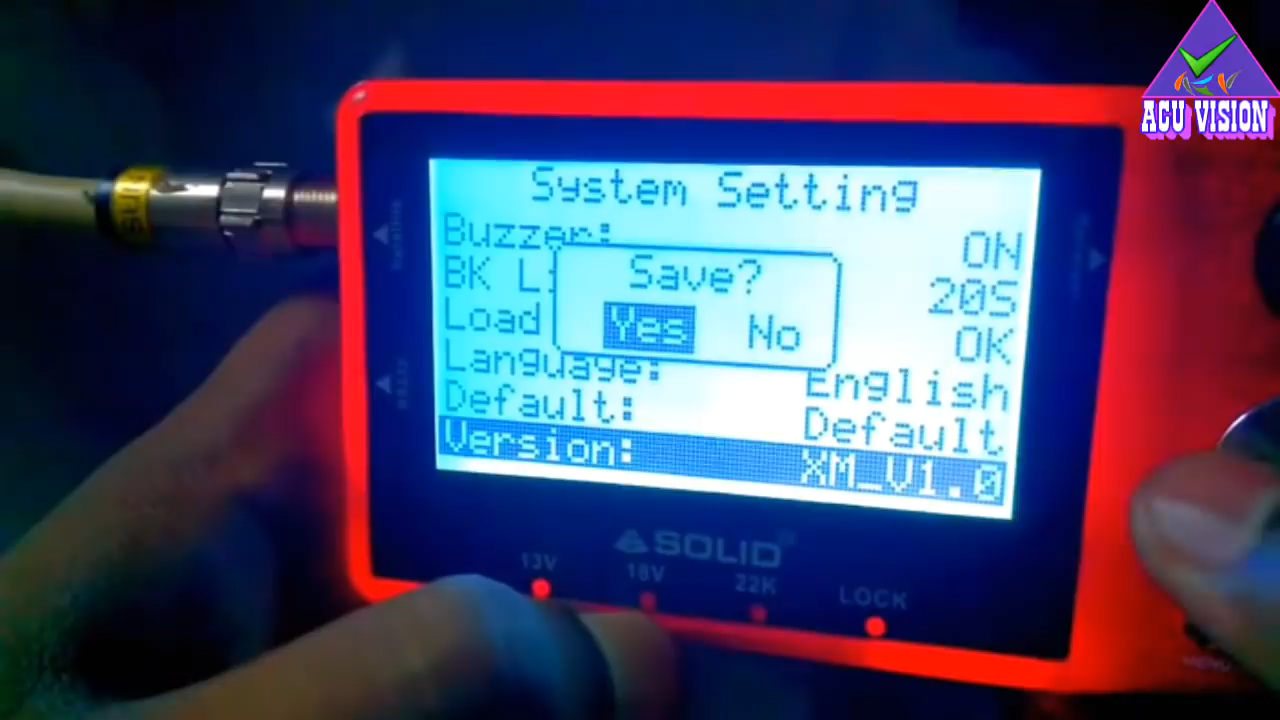 ACU VISION
System Setting
Buzzer: ON
BK L: 20S
Save?
Load OK
Yes No
Language: English
Default: Default
Version: XM_V1.0
SOLID
13V 18V 22K LOCK
MENU